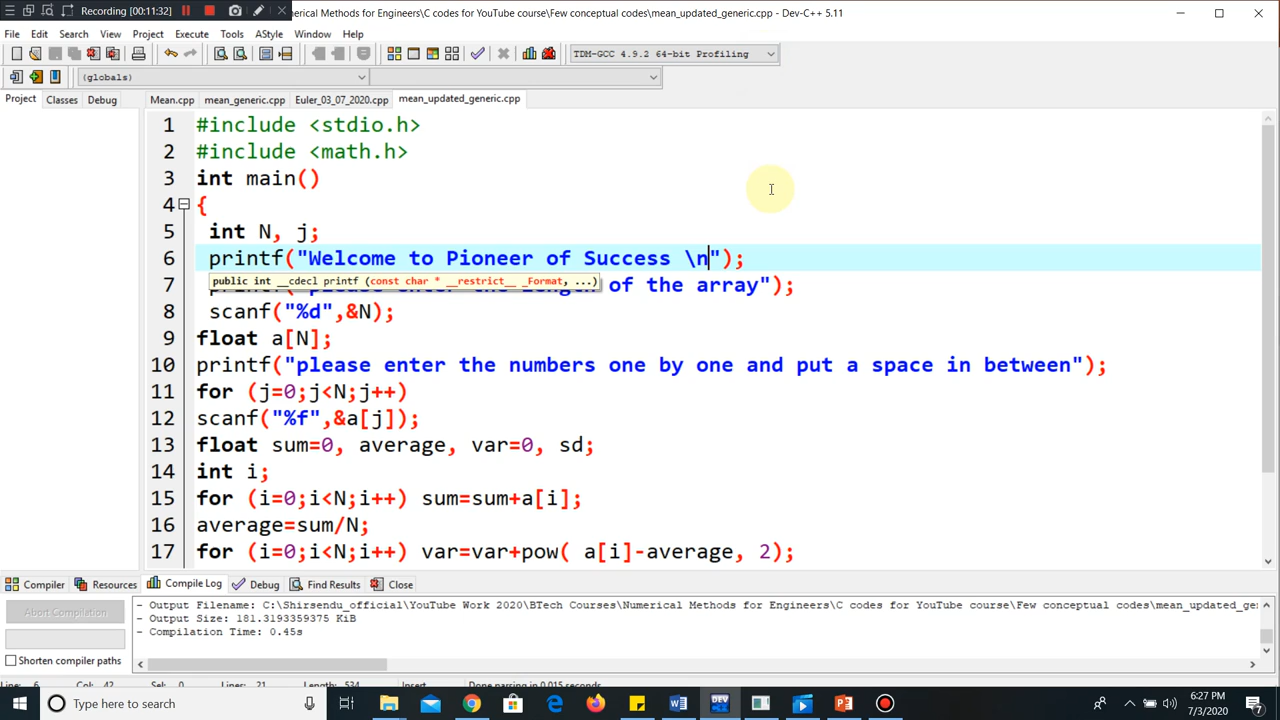 Recording [00:11:32]
umerical Methods for Engineers\C codes for YouTube course\Few conceptual codes\mean_updated_generic.cpp - Dev-C++ 5.11
File Edit Search View Project Execute Tools AStyle Window Help
TDM-GCC 4.9.2 64-bit Profiling
(globals)
Project Classes Debug Mean.cpp mean_generic.cpp Euler_03_07_2020.cpp mean_updated_generic.cpp
1 #include <stdio.h>
2 #include <math.h>
3 int main()
4 {
5 int N, j;
6 printf("Welcome to Pioneer of Success \n");
public int __cdecl printf (const char * __restrict__ _Format, ...)
7 of the array");
8 scanf("%d",&N);
9 float a[N];
10 printf("please enter the numbers one by one and put a space in between");
11 for (j=0;j<N;j++)
12 scanf("%f",&a[j]);
13 float sum=0, average, var=0, sd;
14 int i;
15 for (i=0;i<N;i++) sum=sum+a[i];
16 average=sum/N;
17 for (i=0;i<N;i++) var=var+pow( a[i]-average, 2);
Compiler Resources Compile Log Debug Find Results Close
Abort Compilation
Shorten compiler paths
- Output Filename: C:\Shirsendu_official\YouTube Work 2020\BTech Courses\Numerical Methods for Engineers\C codes for YouTube course\Few conceptual codes\mean_updated_ge
- Output Size: 181.3193359375 KiB
- Compilation Time: 0.45s
Type here to search
6:27 PM
7/3/2020